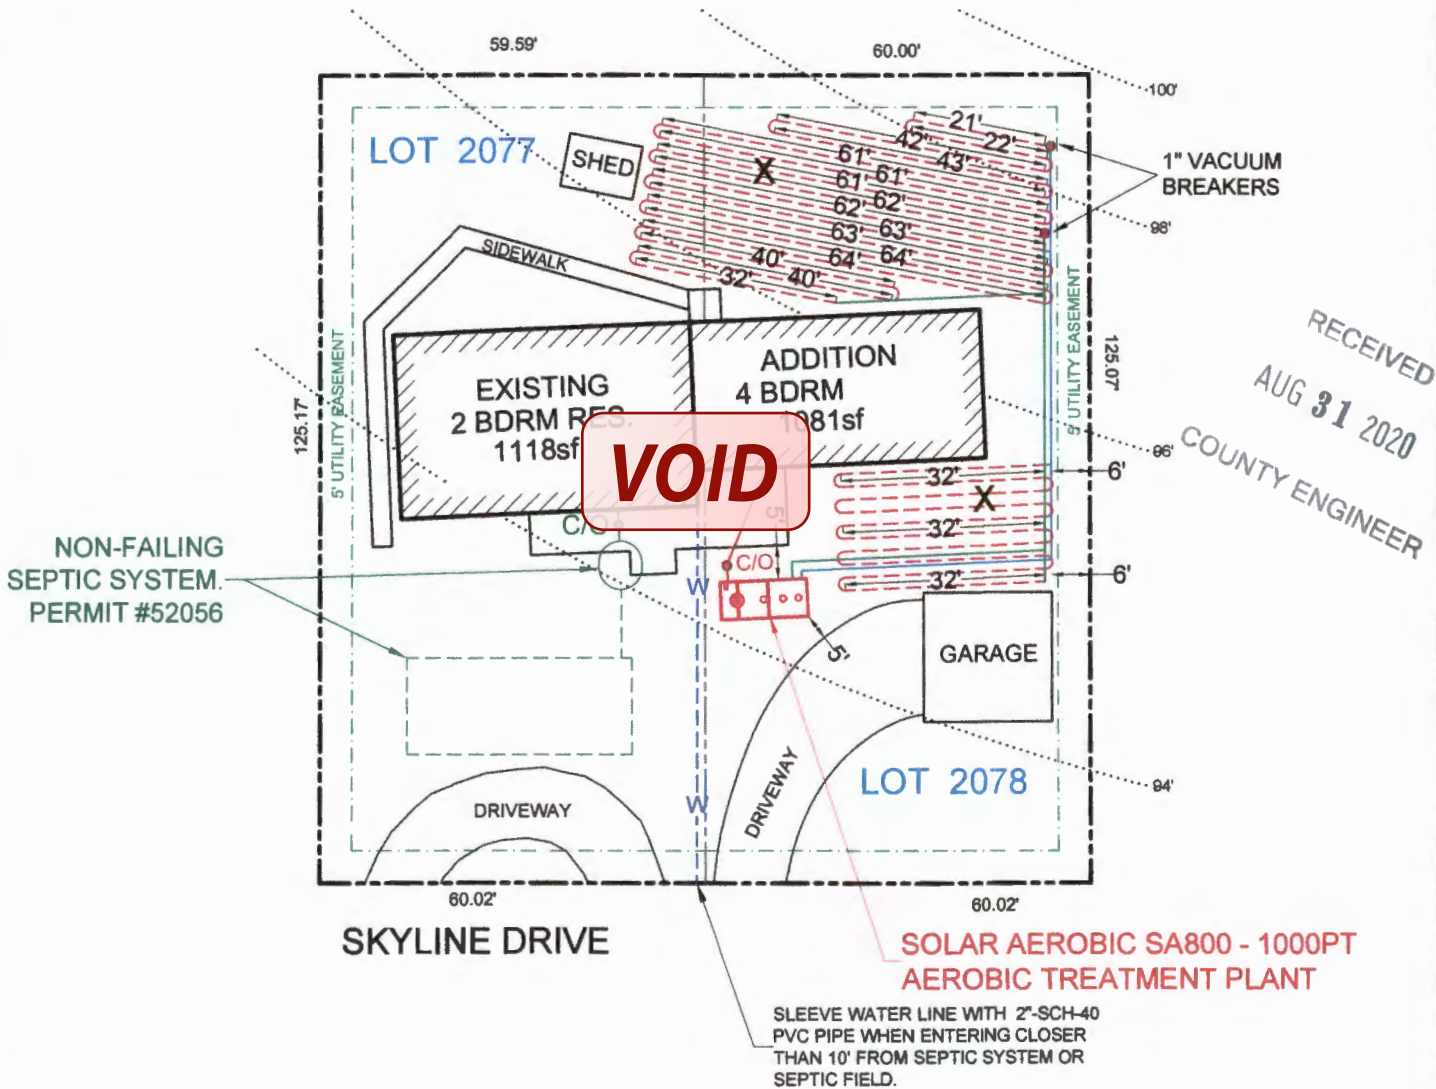 59.59'
60.00'
100'
LOT 2077
SHED
21'
22'
42'
43'
61'
61'
61'
62'
62'
63'
63'
64'
64'
40'
40'
32'
X
1" VACUUM
BREAKERS
98'
SIDEWALK
5' UTILITY EASEMENT
5' UTILITY EASEMENT
125.17'
125.07'
RECEIVED
AUG 31 2020
COUNTY ENGINEER
EXISTING
2 BDRM RES.
1118sf
ADDITION
4 BDRM
1081sf
VOID
96'
6'
32'
X
32'
32'
6'
C/O
C/O
5'
5'
NON-FAILING
SEPTIC SYSTEM.
PERMIT #52056
W
W
GARAGE
DRIVEWAY
DRIVEWAY
LOT 2078
94'
60.02'
60.02'
SKYLINE DRIVE
SOLAR AEROBIC SA800 - 1000PT
AEROBIC TREATMENT PLANT
SLEEVE WATER LINE WITH 2"-SCH-40
PVC PIPE WHEN ENTERING CLOSER
THAN 10' FROM SEPTIC SYSTEM OR
SEPTIC FIELD.